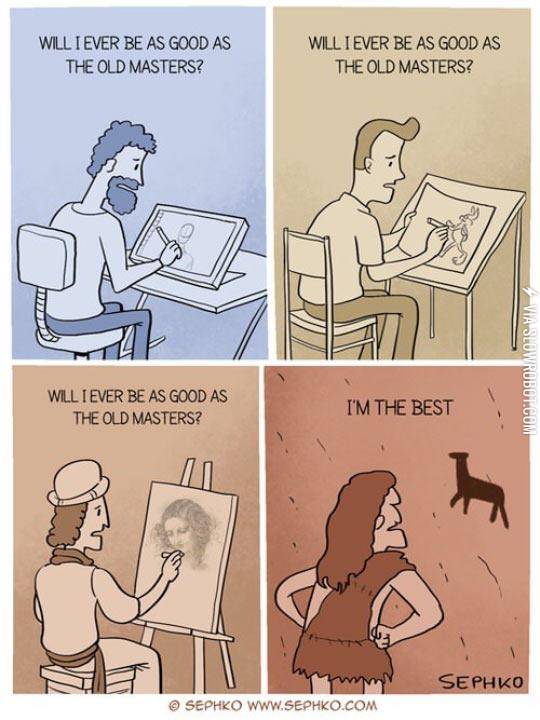 WILL I EVER BE AS GOOD AS
THE OLD MASTERS?
WILL I EVER BE AS GOOD AS
THE OLD MASTERS?
VIA SLOWROBOT.COM
WILL I EVER BE AS GOOD AS
THE OLD MASTERS?
I'M THE BEST
SEPHKO
© SEPHKO WWW.SEPHKO.COM